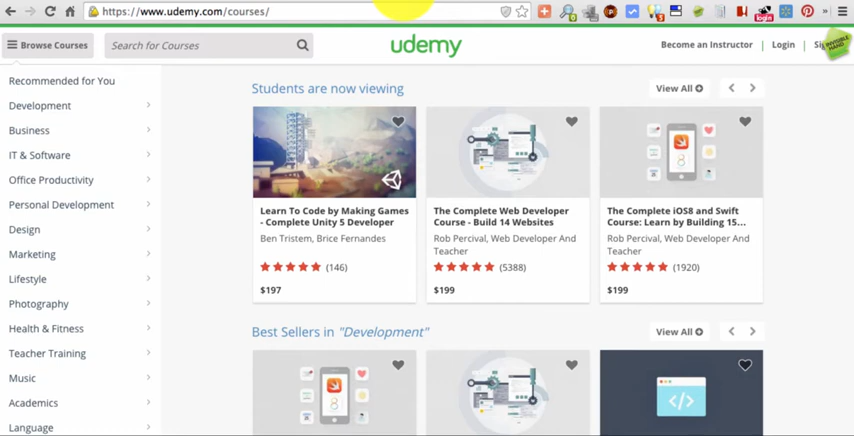 https://www.udemy.com/courses/
Browse Courses
Search for Courses
udemy
Become an Instructor
Login
INVISIBLE
HAND
Recommended for You
Development
Business
IT & Software
Office Productivity
Personal Development
Design
Marketing
Lifestyle
Photography
Health & Fitness
Teacher Training
Music
Academics
Language
Students are now viewing
View All
Learn To Code by Making Games
- Complete Unity 5 Developer
Ben Tristem, Brice Fernandes
(146)
$197
The Complete Web Developer
Course - Build 14 Websites
Rob Percival, Web Developer And
Teacher
(5388)
$199
The Complete iOS8 and Swift
Course: Learn by Building 15...
Rob Percival, Web Developer And
Teacher
(1920)
$199
Best Sellers in "Development"
View All
8
8
</>
login